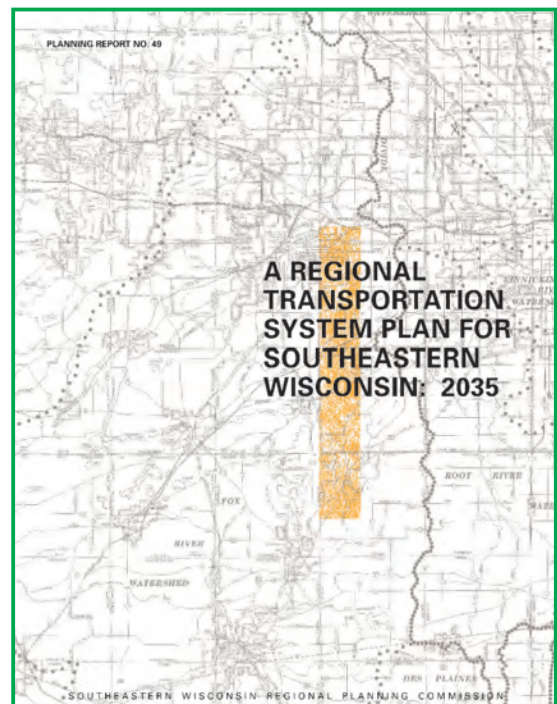 WATERSHED
PLANNING REPORT NO. 49
A REGIONAL
TRANSPORTATION
SYSTEM PLAN FOR
SOUTHEASTERN
WISCONSIN: 2035
ROOT RIVER
FOX
RIVER
WATERSHED
DES PLAINES
SOUTHEASTERN WISCONSIN REGIONAL PLANNING COMMISSION